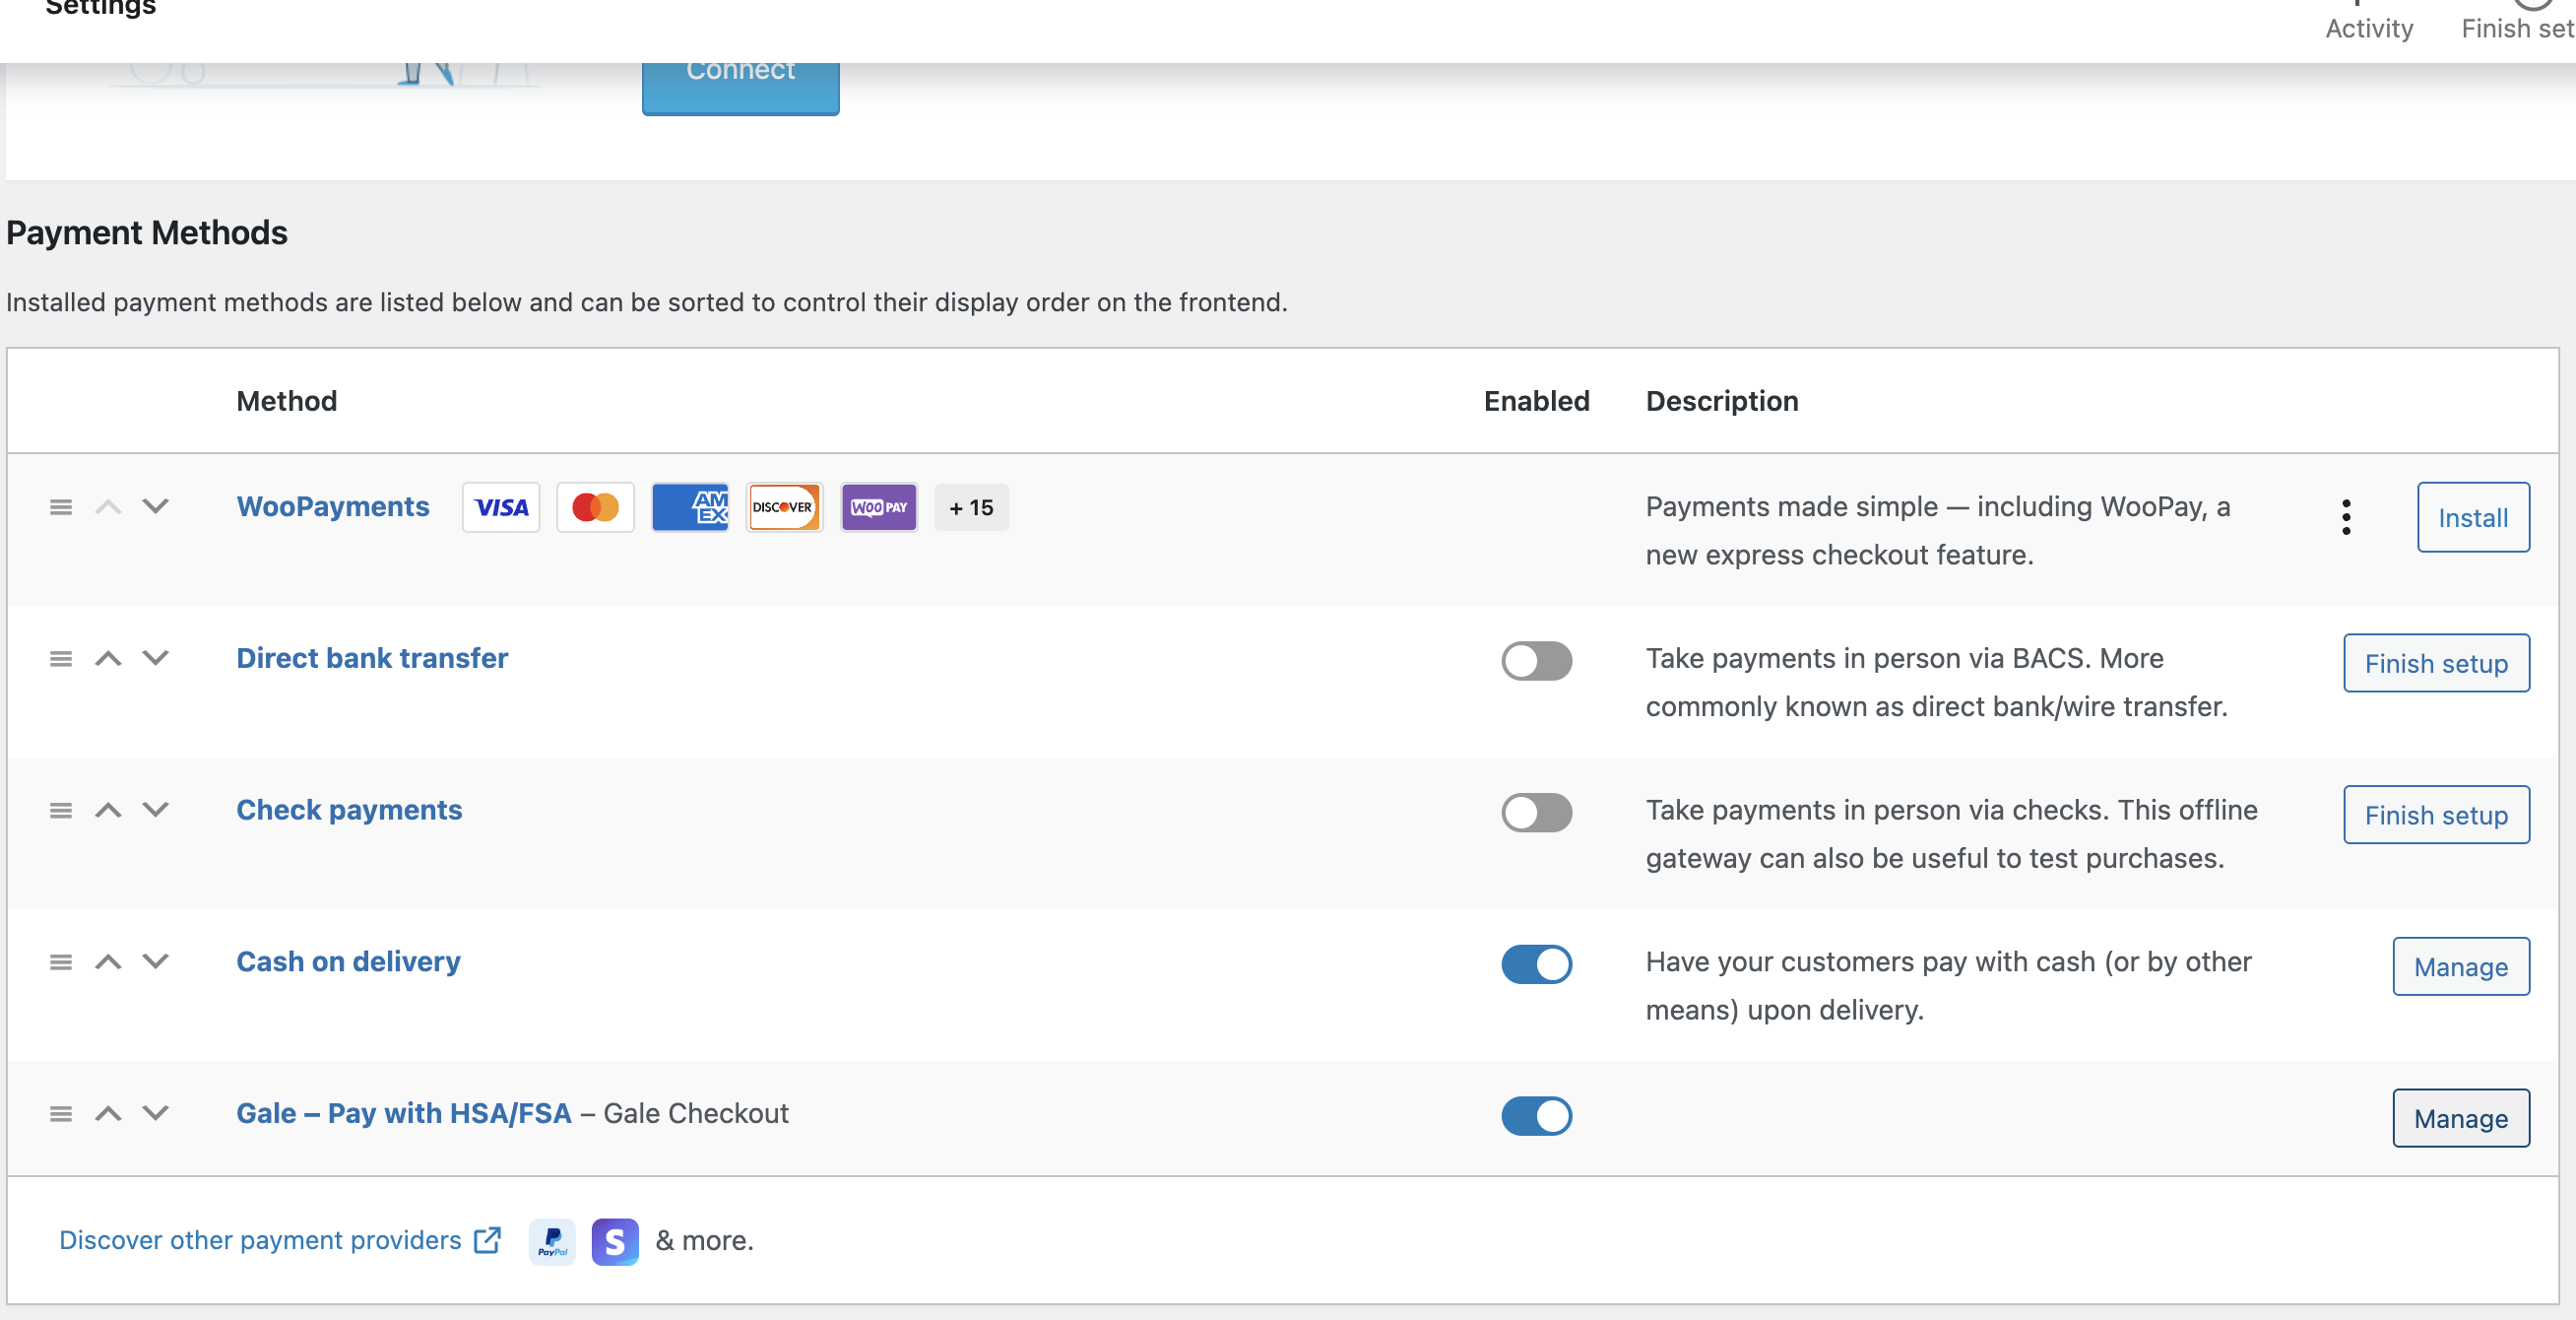 Settings
Activity
Finish set
Connect
Payment Methods
Installed payment methods are listed below and can be sorted to control their display order on the frontend.
Method Enabled Description
WooPayments VISA AM EX DISCOVER WOO PAY + 15 Payments made simple — including WooPay, a
new express checkout feature.
Install
Direct bank transfer Take payments in person via BACS. More
commonly known as direct bank/wire transfer.
Finish setup
Check payments Take payments in person via checks. This offline
gateway can also be useful to test purchases.
Finish setup
Cash on delivery Have your customers pay with cash (or by other
means) upon delivery.
Manage
Gale – Pay with HSA/FSA – Gale Checkout Manage
Discover other payment providers PayPal S & more.